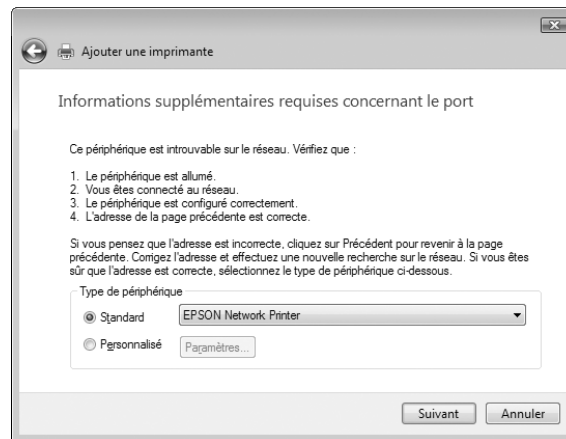 Ajouter une imprimante
Informations supplémentaires requises concernant le port
Ce périphérique est introuvable sur le réseau. Vérifiez que :
1. Le périphérique est allumé.
2. Vous êtes connecté au réseau.
3. Le périphérique est configuré correctement.
4. L'adresse de la page précédente est correcte.
Si vous pensez que l'adresse est incorrecte, cliquez sur Précédent pour revenir à la page
précédente. Corrigez l'adresse et effectuez une nouvelle recherche sur le réseau. Si vous êtes
sûr que l'adresse est correcte, sélectionnez le type de périphérique ci-dessous.
Type de périphérique
Standard EPSON Network Printer
Personnalisé Paramètres...
Suivant Annuler